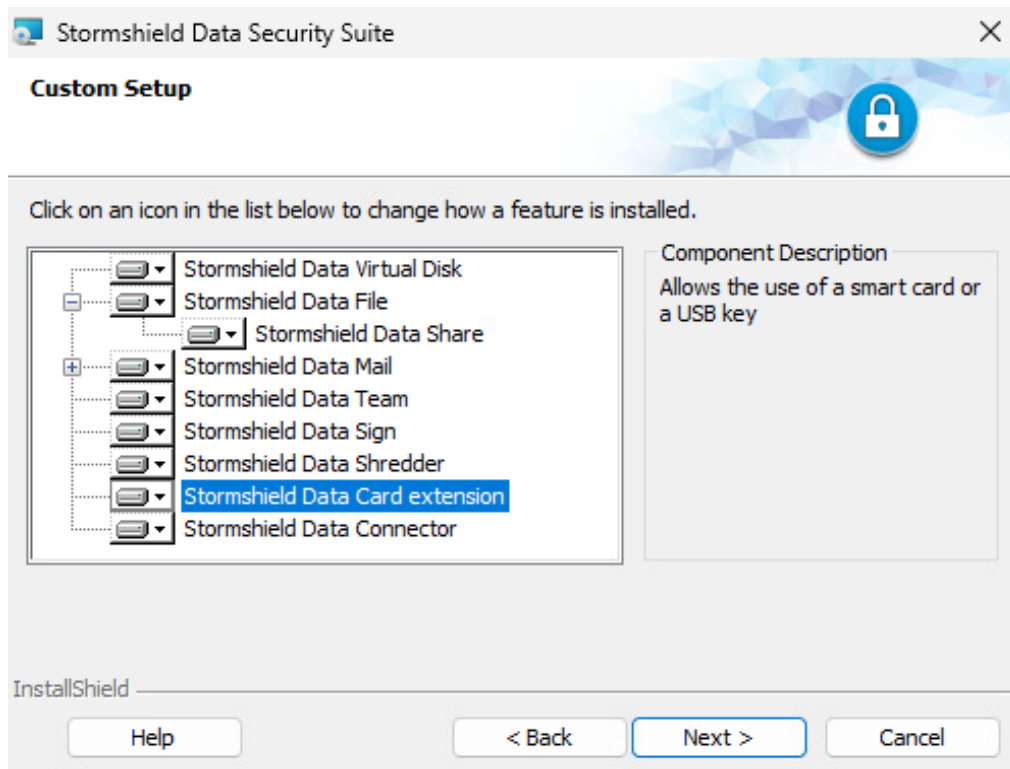 Stormshield Data Security Suite
Custom Setup
Click on an icon in the list below to change how a feature is installed.
Stormshield Data Virtual Disk
Stormshield Data File
Stormshield Data Share
Stormshield Data Mail
Stormshield Data Team
Stormshield Data Sign
Stormshield Data Shredder
Stormshield Data Card extension
Stormshield Data Connector
Component Description
Allows the use of a smart card or
a USB key
InstallShield
Help
< Back
Next >
Cancel